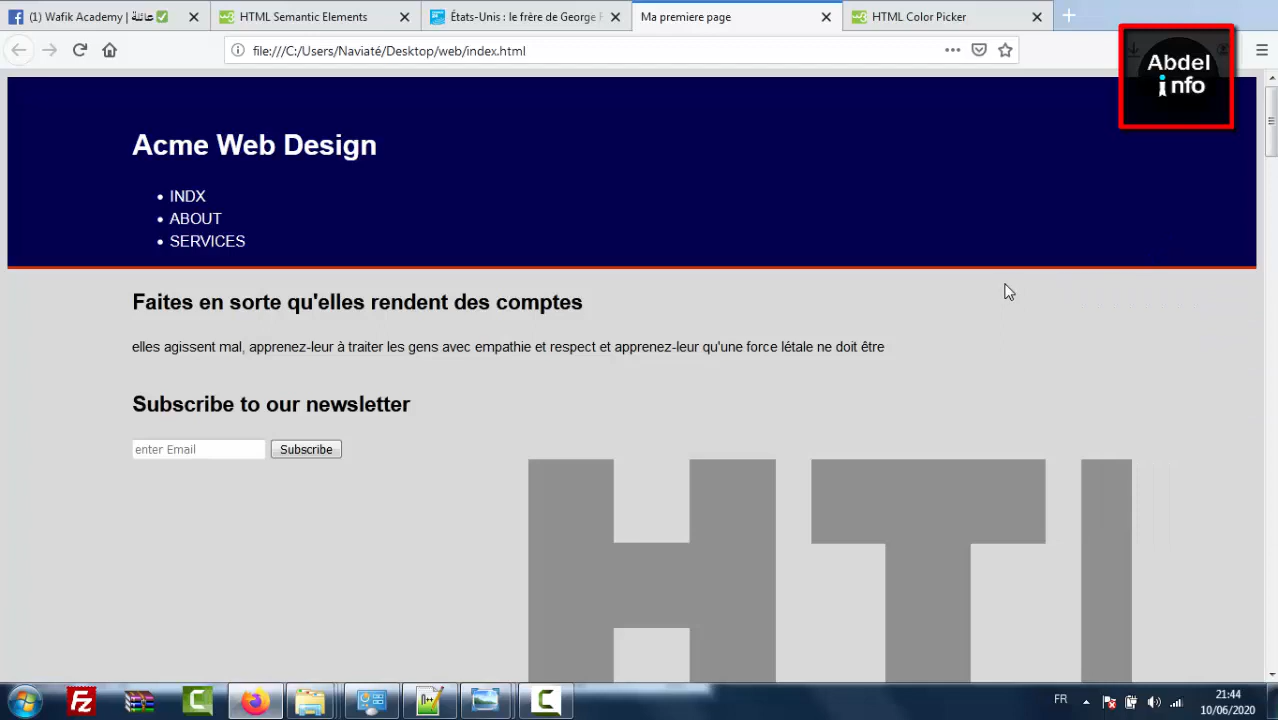 (1) Wafik Academy | عائلة ✅
HTML Semantic Elements
États-Unis : le frère de George F
Ma premiere page
HTML Color Picker
file:///C:/Users/Naviaté/Desktop/web/index.html
Abdel
info
Acme Web Design
• INDX
• ABOUT
• SERVICES
Faites en sorte qu'elles rendent des comptes
elles agissent mal, apprenez-leur à traiter les gens avec empathie et respect et apprenez-leur qu'une force létale ne doit être
Subscribe to our newsletter
enter Email
Subscribe
HTI
FR
21:44
10/06/2020